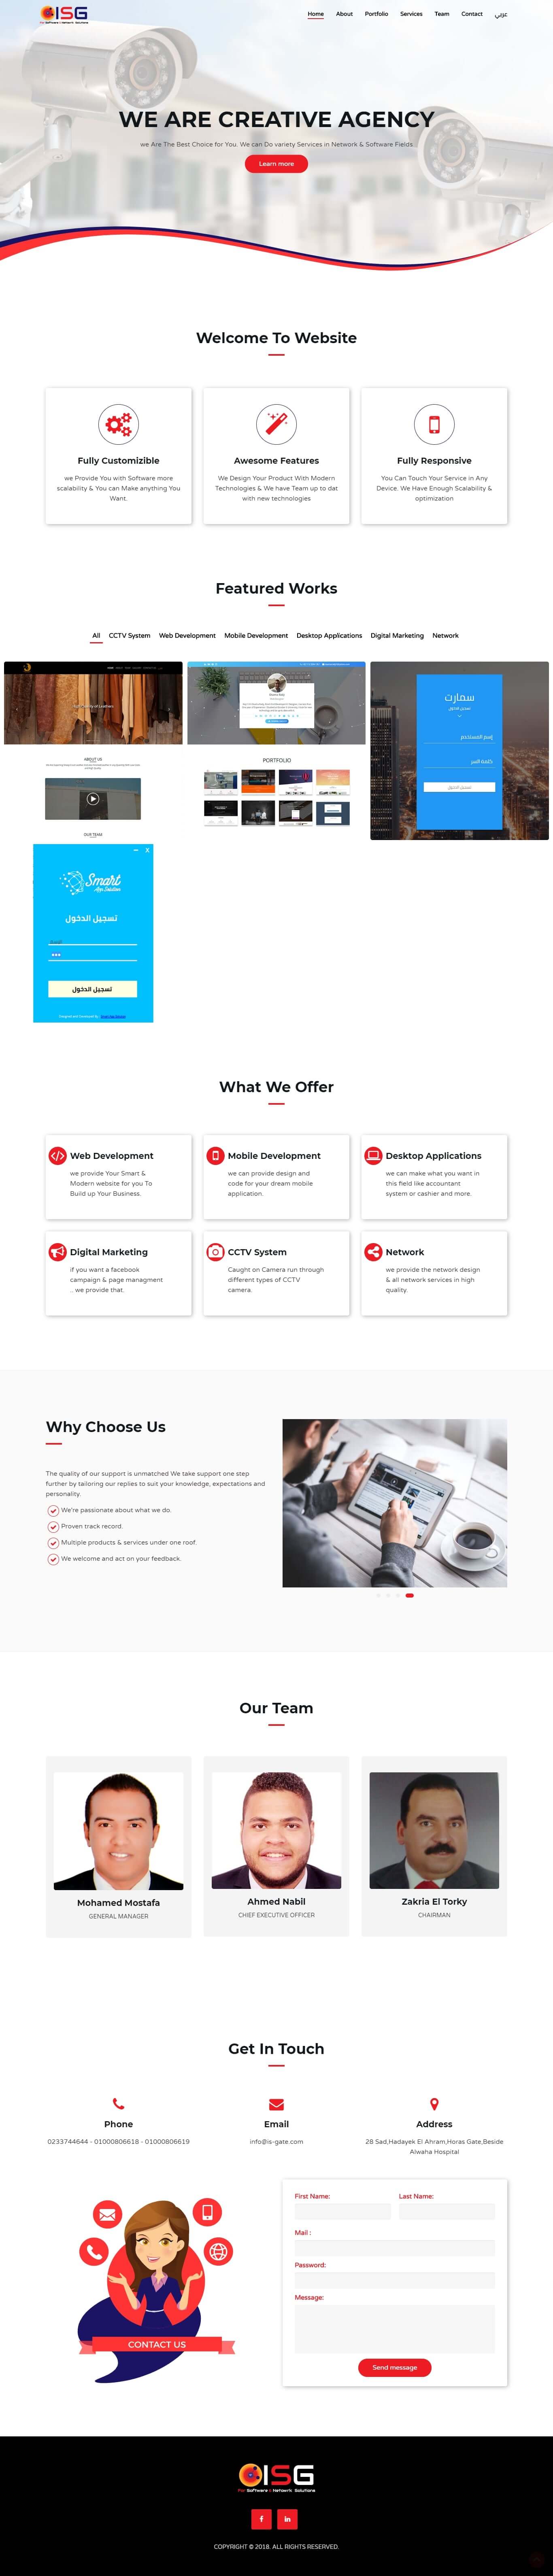 ISG
For Software & Network Solutions
Home About Portfolio Services Team Contact عربي
WE ARE CREATIVE AGENCY
we Are The Best Choice for You. We can Do variety Services in Network & Software Fields .
Learn more
Welcome To Website
Fully Customizible
we Provide You with Software more
scalability & You can Make anything You
Want.
Awesome Features
We Design Your Product With Modern
Technologies & We have Team up to dat
with new technologies
Fully Responsive
You Can Touch Your Service in Any
Device. We Have Enough Scalability &
optimization
Featured Works
All CCTV System Web Development Mobile Development Desktop Applications Digital Marketing Network
ABOUT US
OUR TEAM
PORTFOLIO
سمارت
تسجيل الدخول
إسم المستخدم
كلمة السر
تسجيل الدخول
X
Smart
App Solution
تسجيل الدخول
تسجيل الدخول
What We Offer
Web Development
we provide Your Smart &
Modern website for you To
Build up Your Business.
Mobile Development
we can provide design and
code for your dream mobile
application.
Desktop Applications
we can make what you want in
this field like accountant
system or cashier and more.
Digital Marketing
if you want a facebook
campaign & page managment
.. we provide that.
CCTV System
Caught on Camera run through
different types of CCTV
camera.
Network
we provide the network design
& all network services in high
quality.
Why Choose Us
The quality of our support is unmatched We take support one step
further by tailoring our replies to suit your knowledge, expectations and
personality.
We're passionate about what we do.
Proven track record.
Multiple products & services under one roof.
We welcome and act on your feedback.
Our Team
Mohamed Mostafa
GENERAL MANAGER
Ahmed Nabil
CHIEF EXECUTIVE OFFICER
Zakria El Torky
CHAIRMAN
Get In Touch
Phone
0233744644 - 01000806618 - 01000806619
Email
info@is-gate.com
Address
28 Sad,Hadayek El Ahram,Horas Gate,Beside
Alwaha Hospital
CONTACT US
First Name:
Last Name:
Mail :
Password:
Message:
Send message
ISG
For Software & Network Solutions
COPYRIGHT © 2018. ALL RIGHTS RESERVED.